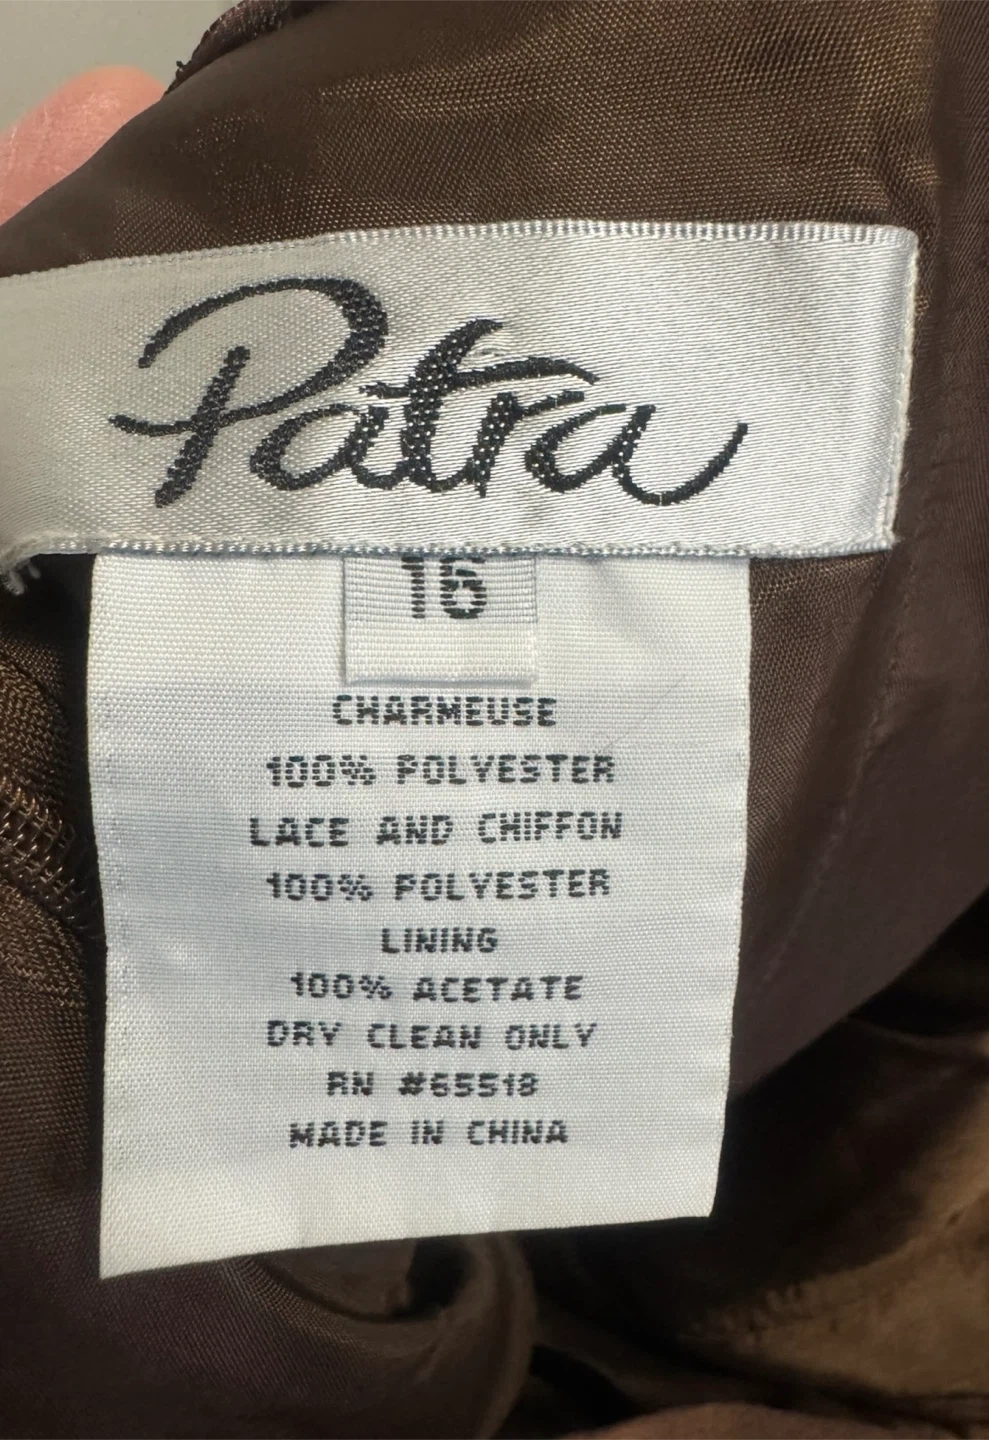 Patra
16
CHARMEUSE
100% POLYESTER
LACE AND CHIFFON
100% POLYESTER
LINING
100% ACETATE
DRY CLEAN ONLY
RN #65518
MADE IN CHINA